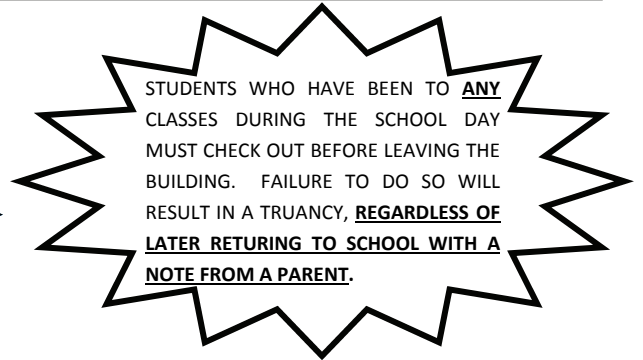 STUDENTS WHO HAVE BEEN TO ANY
CLASSES DURING THE SCHOOL DAY
MUST CHECK OUT BEFORE LEAVING THE
BUILDING. FAILURE TO DO SO WILL
RESULT IN A TRUANCY, REGARDLESS OF
LATER RETURING TO SCHOOL WITH A
NOTE FROM A PARENT.